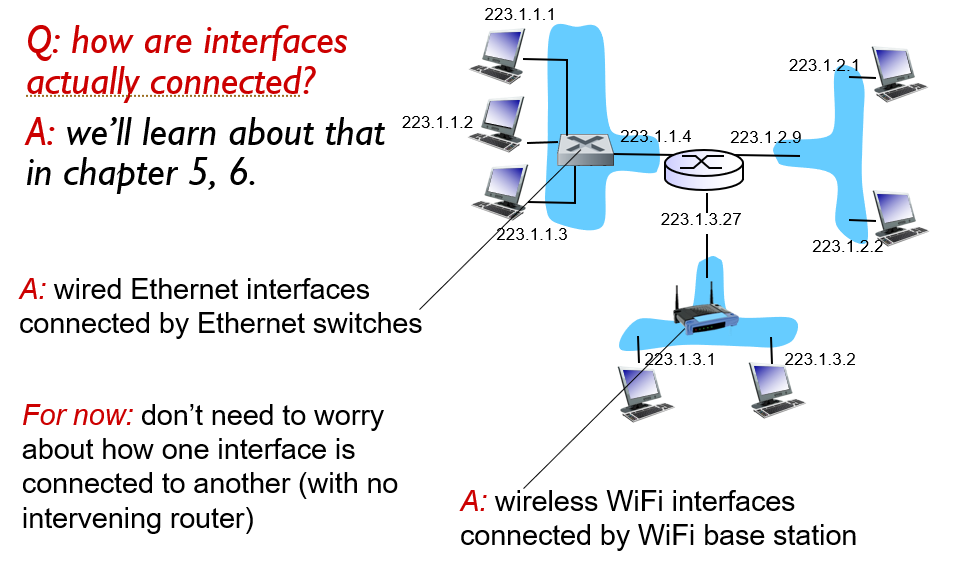 Q: how are interfaces
actually connected?
A: we’ll learn about that
in chapter 5, 6.
223.1.1.1
223.1.1.2
223.1.1.3
223.1.1.4
223.1.2.9
223.1.2.1
223.1.2.2
223.1.3.27
223.1.3.1
223.1.3.2
A: wired Ethernet interfaces
connected by Ethernet switches
For now: don’t need to worry
about how one interface is
connected to another (with no
intervening router)
A: wireless WiFi interfaces
connected by WiFi base station